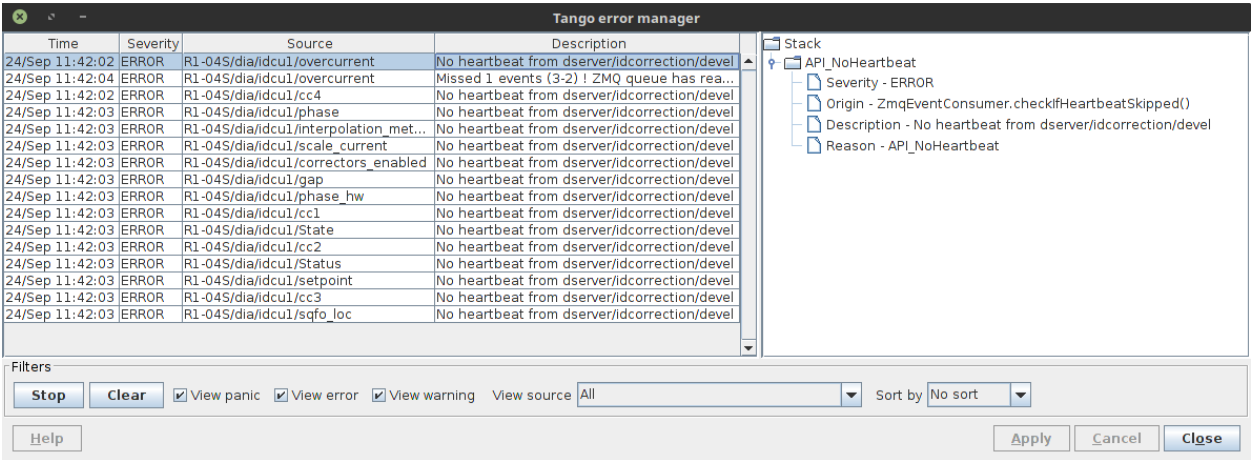 Tango error manager
Time Severity Source Description
24/Sep 11:42:02 ERROR R1-04S/dia/idcu1/overcurrent No heartbeat from dserver/idcorrection/devel
24/Sep 11:42:04 ERROR R1-04S/dia/idcu1/overcurrent Missed 1 events (3-2) ! ZMQ queue has rea...
24/Sep 11:42:02 ERROR R1-04S/dia/idcu1/cc4 No heartbeat from dserver/idcorrection/devel
24/Sep 11:42:03 ERROR R1-04S/dia/idcu1/phase No heartbeat from dserver/idcorrection/devel
24/Sep 11:42:03 ERROR R1-04S/dia/idcu1/interpolation_met... No heartbeat from dserver/idcorrection/devel
24/Sep 11:42:03 ERROR R1-04S/dia/idcu1/scale_current No heartbeat from dserver/idcorrection/devel
24/Sep 11:42:03 ERROR R1-04S/dia/idcu1/correctors_enabled No heartbeat from dserver/idcorrection/devel
24/Sep 11:42:03 ERROR R1-04S/dia/idcu1/gap No heartbeat from dserver/idcorrection/devel
24/Sep 11:42:03 ERROR R1-04S/dia/idcu1/phase_hw No heartbeat from dserver/idcorrection/devel
24/Sep 11:42:03 ERROR R1-04S/dia/idcu1/cc1 No heartbeat from dserver/idcorrection/devel
24/Sep 11:42:03 ERROR R1-04S/dia/idcu1/State No heartbeat from dserver/idcorrection/devel
24/Sep 11:42:03 ERROR R1-04S/dia/idcu1/cc2 No heartbeat from dserver/idcorrection/devel
24/Sep 11:42:03 ERROR R1-04S/dia/idcu1/Status No heartbeat from dserver/idcorrection/devel
24/Sep 11:42:03 ERROR R1-04S/dia/idcu1/setpoint No heartbeat from dserver/idcorrection/devel
24/Sep 11:42:03 ERROR R1-04S/dia/idcu1/cc3 No heartbeat from dserver/idcorrection/devel
24/Sep 11:42:03 ERROR R1-04S/dia/idcu1/sqfo_loc No heartbeat from dserver/idcorrection/devel
Stack
API_NoHeartbeat
Severity - ERROR
Origin - ZmqEventConsumer.checkIfHeartbeatSkipped()
Description - No heartbeat from dserver/idcorrection/devel
Reason - API_NoHeartbeat
Filters
Stop Clear View panic View error View warning View source All Sort by No sort
Help Apply Cancel Close